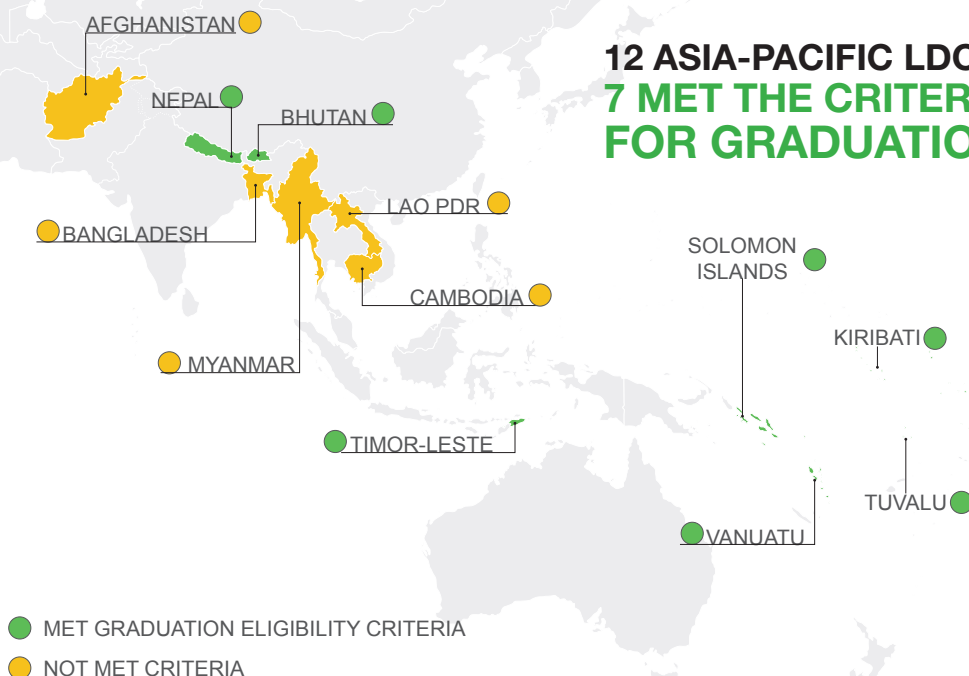 12 ASIA-PACIFIC LDC
7 MET THE CRITER
FOR GRADUATIO
AFGHANISTAN
NEPAL
BHUTAN
LAO PDR
BANGLADESH
SOLOMON
ISLANDS
CAMBODIA
KIRIBATI
MYANMAR
TIMOR-LESTE
TUVALU
VANUATU
MET GRADUATION ELIGIBILITY CRITERIA
NOT MET CRITERIA